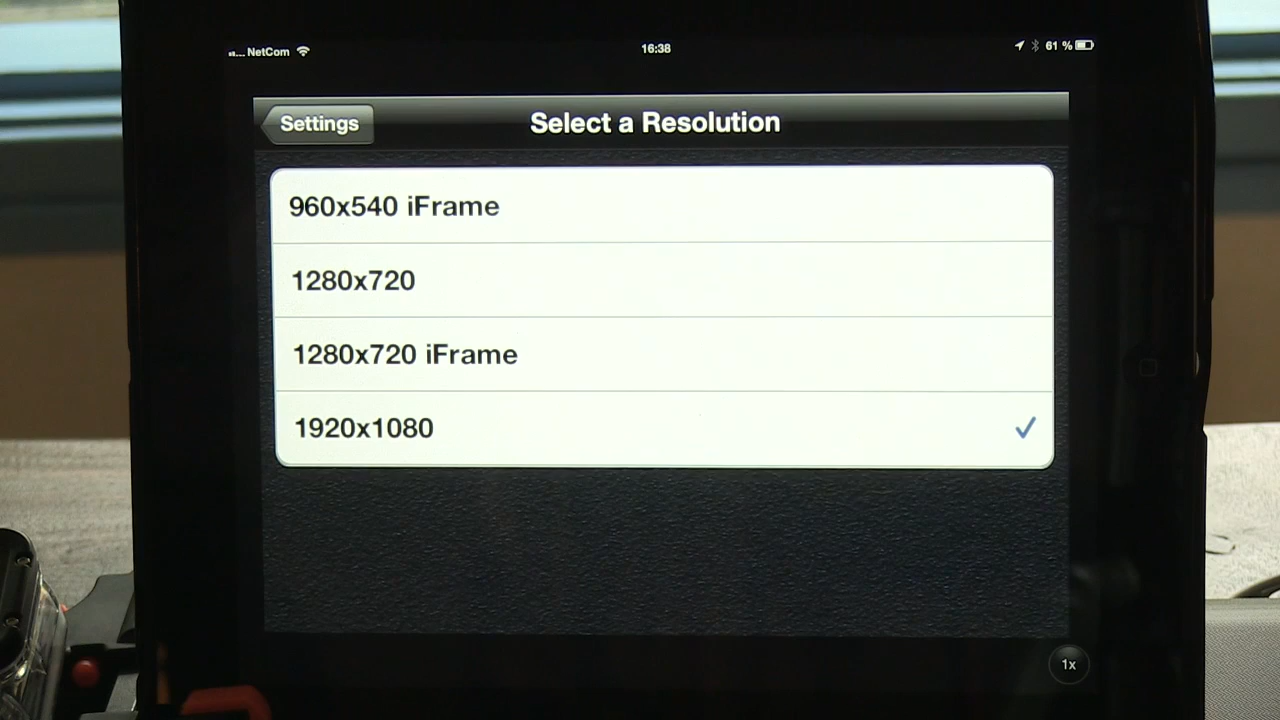 NetCom 16:38 61 %
Settings Select a Resolution
960x540 iFrame
1280x720
1280x720 iFrame
1920x1080
1x